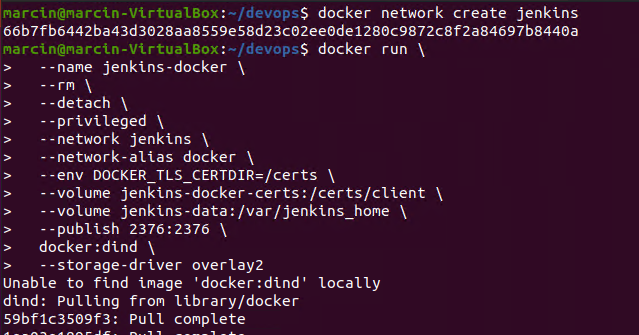 marcin@marcin-VirtualBox:~/devops$ docker network create jenkins
66b7fb6442ba43d3028aa8559e58d23c02ee0de1280c9872c8f2a84697b8440a
marcin@marcin-VirtualBox:~/devops$ docker run \
>   --name jenkins-docker \
>   --rm \
>   --detach \
>   --privileged \
>   --network jenkins \
>   --network-alias docker \
>   --env DOCKER_TLS_CERTDIR=/certs \
>   --volume jenkins-docker-certs:/certs/client \
>   --volume jenkins-data:/var/jenkins_home \
>   --publish 2376:2376 \
>   docker:dind \
>   --storage-driver overlay2
Unable to find image 'docker:dind' locally
dind: Pulling from library/docker
59bf1c3509f3: Pull complete
Pull complete